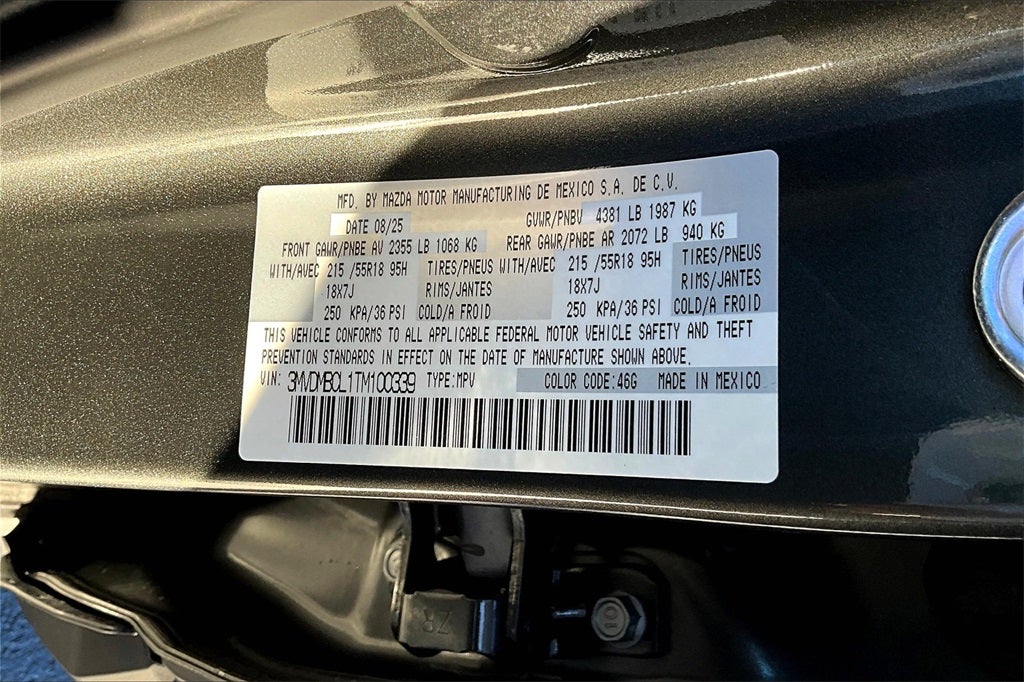 MFD. BY MAZDA MOTOR MANUFACTURING DE MEXICO S.A. DE C.V.
DATE 08/25 GVWR/PNBV 4381 LB 1987 KG
FRONT GAWR/PNBE AV 2355 LB 1068 KG REAR GAWR/PNBE AR 2072 LB 940 KG
WITH/AVEC 215 /55R18 95H TIRES/PNEUS WITH/AVEC 215 /55R18 95H TIRES/PNEUS
18X7J RIMS/JANTES 18X7J RIMS/JANTES
250 KPA/36 PSI COLD/A FROID 250 KPA/36 PSI COLD/A FROID
THIS VEHICLE CONFORMS TO ALL APPLICABLE FEDERAL MOTOR VEHICLE SAFETY AND THEFT
PREVENTION STANDARDS IN EFFECT ON THE DATE OF MANUFACTURE SHOWN ABOVE.
VIN: 3MVDMBCL1TM100339 TYPE:MPV COLOR CODE:46G MADE IN MEXICO
ZR